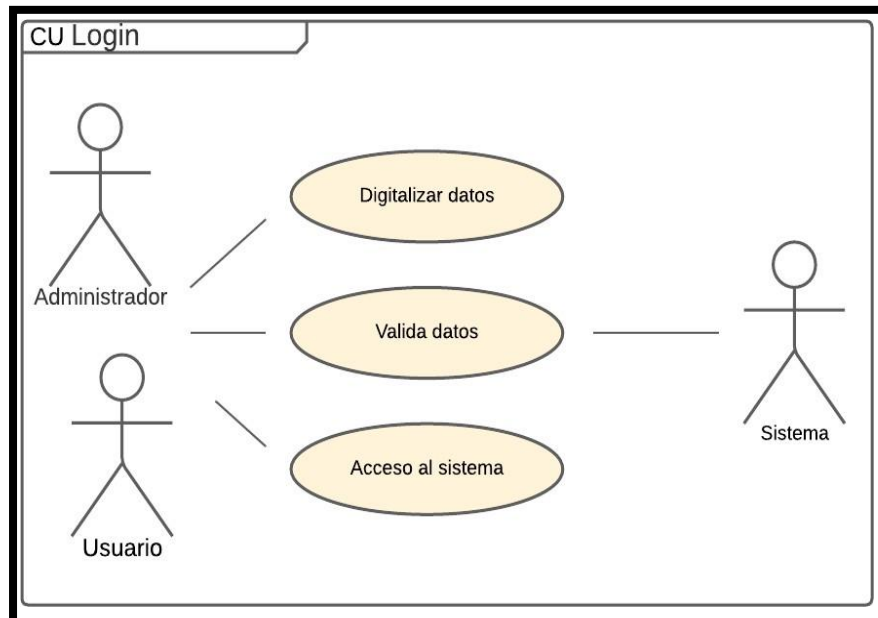 CU Login
Digitalizar datos
Administrador
Valida datos
Sistema
Acceso al sistema
Usuario